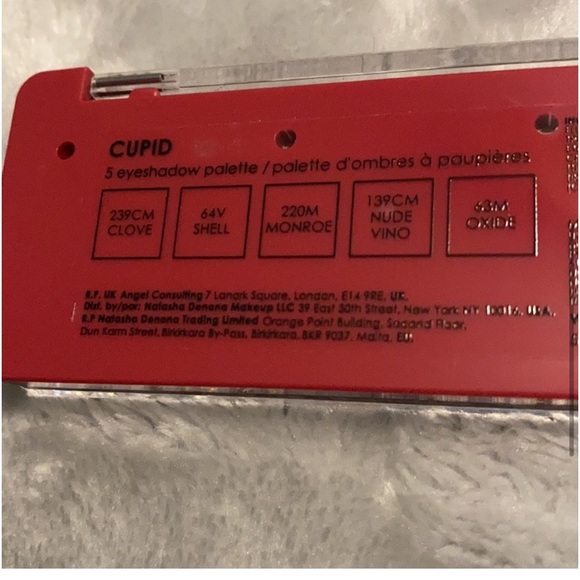 CUPID
5 eyeshadow palette / palette d'ombres à paupières
239CM
CLOVE
64V
SHELL
220M
MONROE
139CM
NUDE
VINO
63M
OXIDE
R.P. UK Angel Consulting 7 Lanark Square, London, E14 9RE, UK.
Dist. by/par: Natasha Denona Makeup LLC 39 East 30th Street, New York NY 10016, USA.
E.P Natasha Denona Trading Limited Orange Point Building, Second Floor,
Dun Karm Street, Birkirkara By-Pass, Birkirkara, BKR 9037, Malta, EU